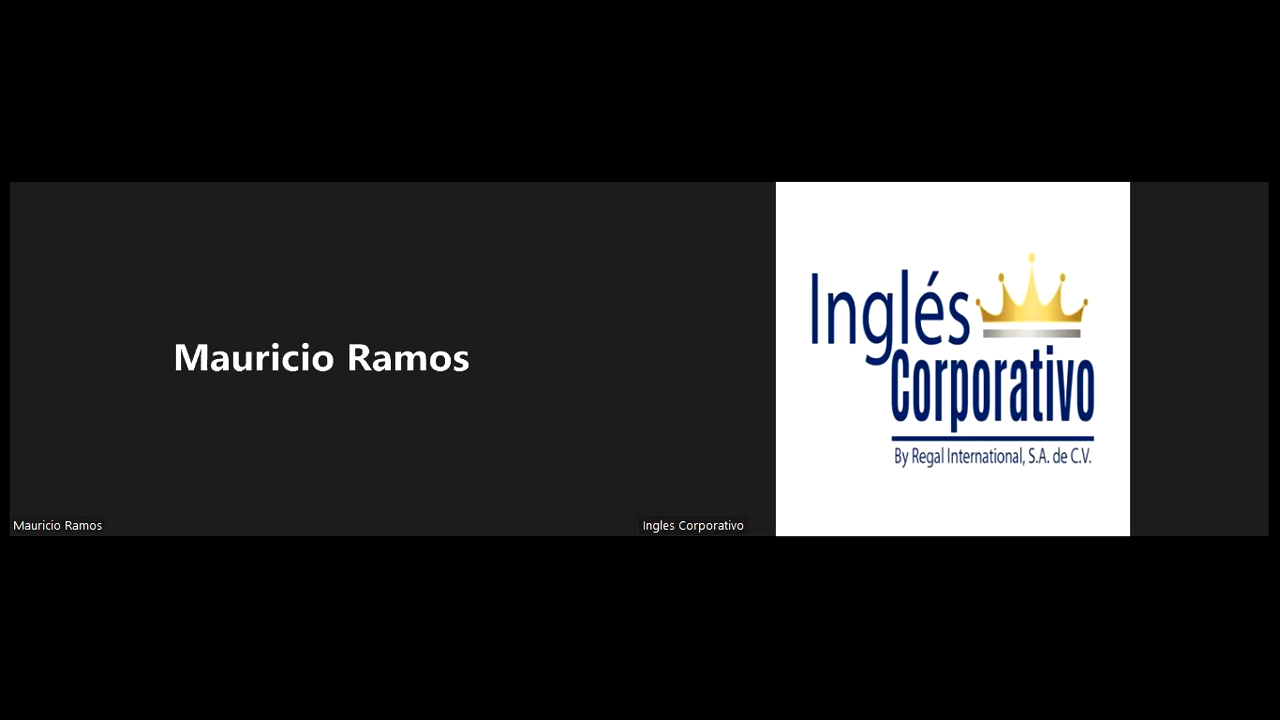 Mauricio Ramos
Mauricio Ramos
Inglés
Corporativo
By Regal International, S.A. de C.V.
Ingles Corporativo